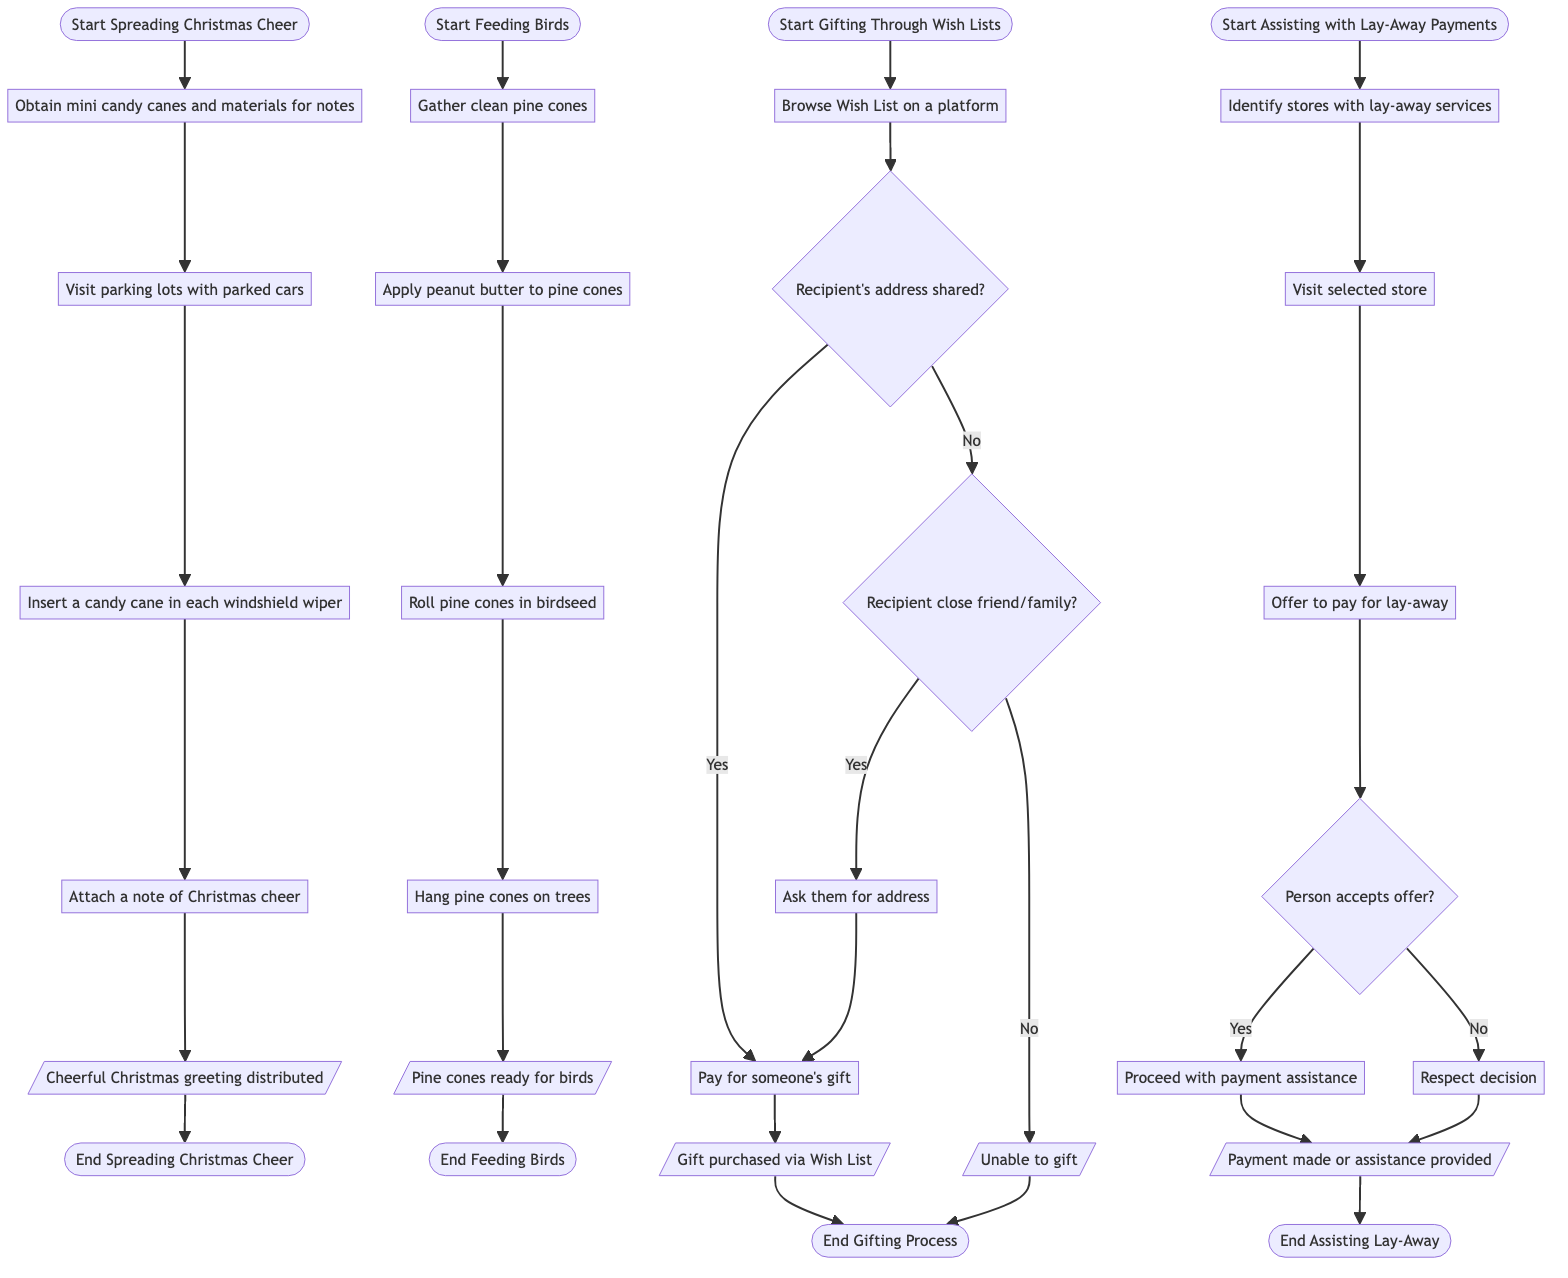 Start Spreading Christmas Cheer
Obtain mini candy canes and materials for notes
Visit parking lots with parked cars
Insert a candy cane in each windshield wiper
Attach a note of Christmas cheer
Cheerful Christmas greeting distributed
End Spreading Christmas Cheer
Start Feeding Birds
Gather clean pine cones
Apply peanut butter to pine cones
Roll pine cones in birdseed
Hang pine cones on trees
Pine cones ready for birds
End Feeding Birds
Start Gifting Through Wish Lists
Browse Wish List on a platform
Recipient's address shared?
No
Recipient close friend/family?
Yes
Yes
Ask them for address
No
Pay for someone's gift
Gift purchased via Wish List
Unable to gift
End Gifting Process
Start Assisting with Lay-Away Payments
Identify stores with lay-away services
Visit selected store
Offer to pay for lay-away
Person accepts offer?
Yes
No
Proceed with payment assistance
Respect decision
Payment made or assistance provided
End Assisting Lay-Away